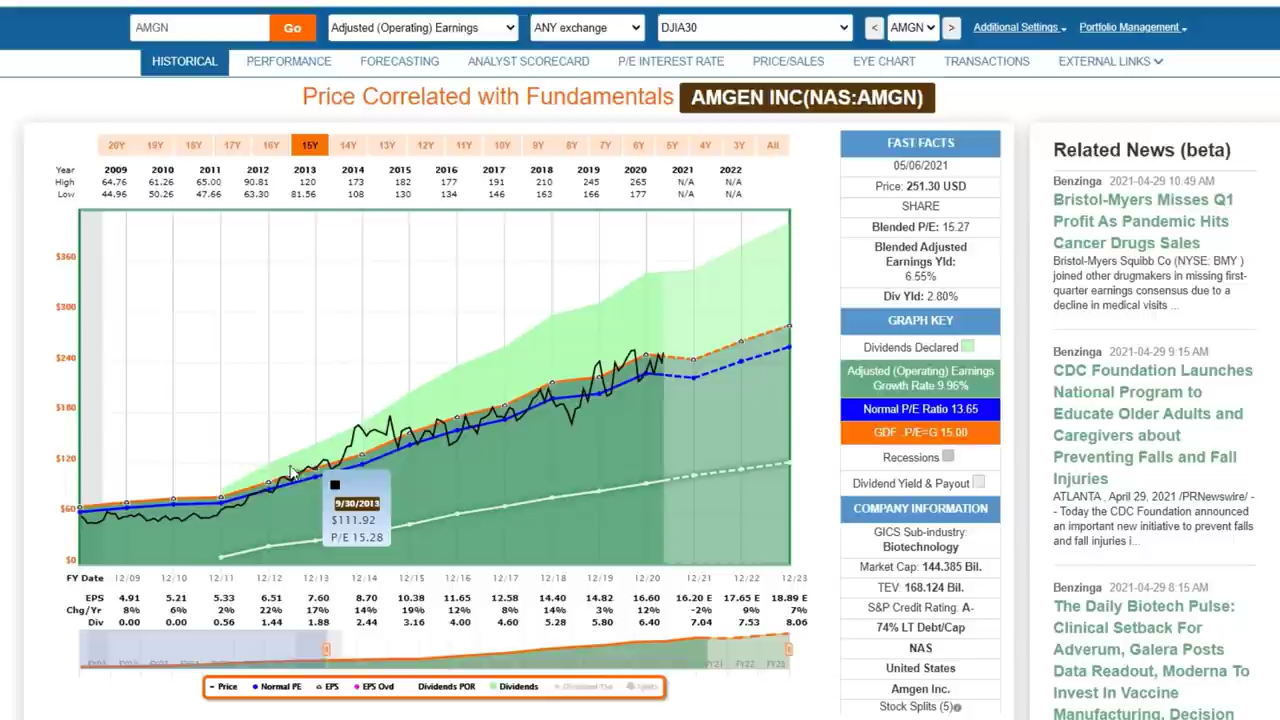 AMGN Go Adjusted (Operating) Earnings ANY exchange DJIA30 < AMGN > Additional Settings Portfolio Management
HISTORICAL PERFORMANCE FORECASTING ANALYST SCORECARD P/E INTEREST RATE PRICE/SALES EYE CHART TRANSACTIONS EXTERNAL LINKS
Price Correlated with Fundamentals AMGEN INC(NAS:AMGN)
20Y 19Y 18Y 17Y 16Y 15Y 14Y 13Y 12Y 11Y 10Y 9Y 8Y 7Y 6Y 5Y 4Y 3Y All
Year 2009 2010 2011 2012 2013 2014 2015 2016 2017 2018 2019 2020 2021 2022
High 64.76 61.26 65.00 90.81 120 173 182 177 191 210 245 265 N/A N/A
Low 44.96 50.26 47.66 63.30 81.56 108 130 134 146 163 166 177 N/A N/A
$360
$300
$240
$180
$120
$60
$0
9/30/2013
$111.92
P/E 15.28
FY Date 12/09 12/10 12/11 12/12 12/13 12/14 12/15 12/16 12/17 12/18 12/19 12/20 12/21 12/22 12/23
EPS 4.91 5.21 5.33 6.51 7.60 8.70 10.38 11.65 12.58 14.40 14.82 16.60 16.20 E 17.65 E 18.89 E
Chg/Yr 8% 6% 2% 22% 17% 14% 19% 12% 8% 14% 3% 12% -2% 9% 7%
Div 0.00 0.00 0.56 1.44 1.88 2.44 3.16 4.00 4.60 5.28 5.80 6.40 7.04 7.53 8.06
Price Normal PE EPS EPS Ovd Dividends POR Dividends
FAST FACTS
05/06/2021
Price: 251.30 USD
SHARE
Blended P/E: 15.27
Blended Adjusted
Earnings Yld:
6.55%
Div Yld: 2.80%
GRAPH KEY
Dividends Declared
Adjusted (Operating) Earnings
Growth Rate 9.96%
Normal P/E Ratio 13.65
GDF...P/E=G 15.00
Recessions
Dividend Yield & Payout
COMPANY INFORMATION
GICS Sub-industry:
Biotechnology
Market Cap: 144.385 Bil.
TEV: 168.124 Bil.
S&P Credit Rating: A-
74% LT Debt/Cap
NAS
United States
Amgen Inc.
Stock Splits (5)
Related News (beta)
Benzinga 2021-04-29 10:49 AM
Bristol-Myers Misses Q1
Profit As Pandemic Hits
Cancer Drugs Sales
Bristol-Myers Squibb Co (NYSE: BMY )
joined other drugmakers in missing first-
quarter earnings consensus due to a
decline in medical visits ...
Benzinga 2021-04-29 9:15 AM
CDC Foundation Launches
National Program to
Educate Older Adults and
Caregivers about
Preventing Falls and Fall
Injuries
ATLANTA , April 29, 2021 /PRNewswire/ -
- Today the CDC Foundation announced
an important new initiative to prevent falls
and fall injuries i...
Benzinga 2021-04-29 8:15 AM
The Daily Biotech Pulse:
Clinical Setback For
Adverum, Galera Posts
Data Readout, Moderna To
Invest In Vaccine
Manufacturing, Decision